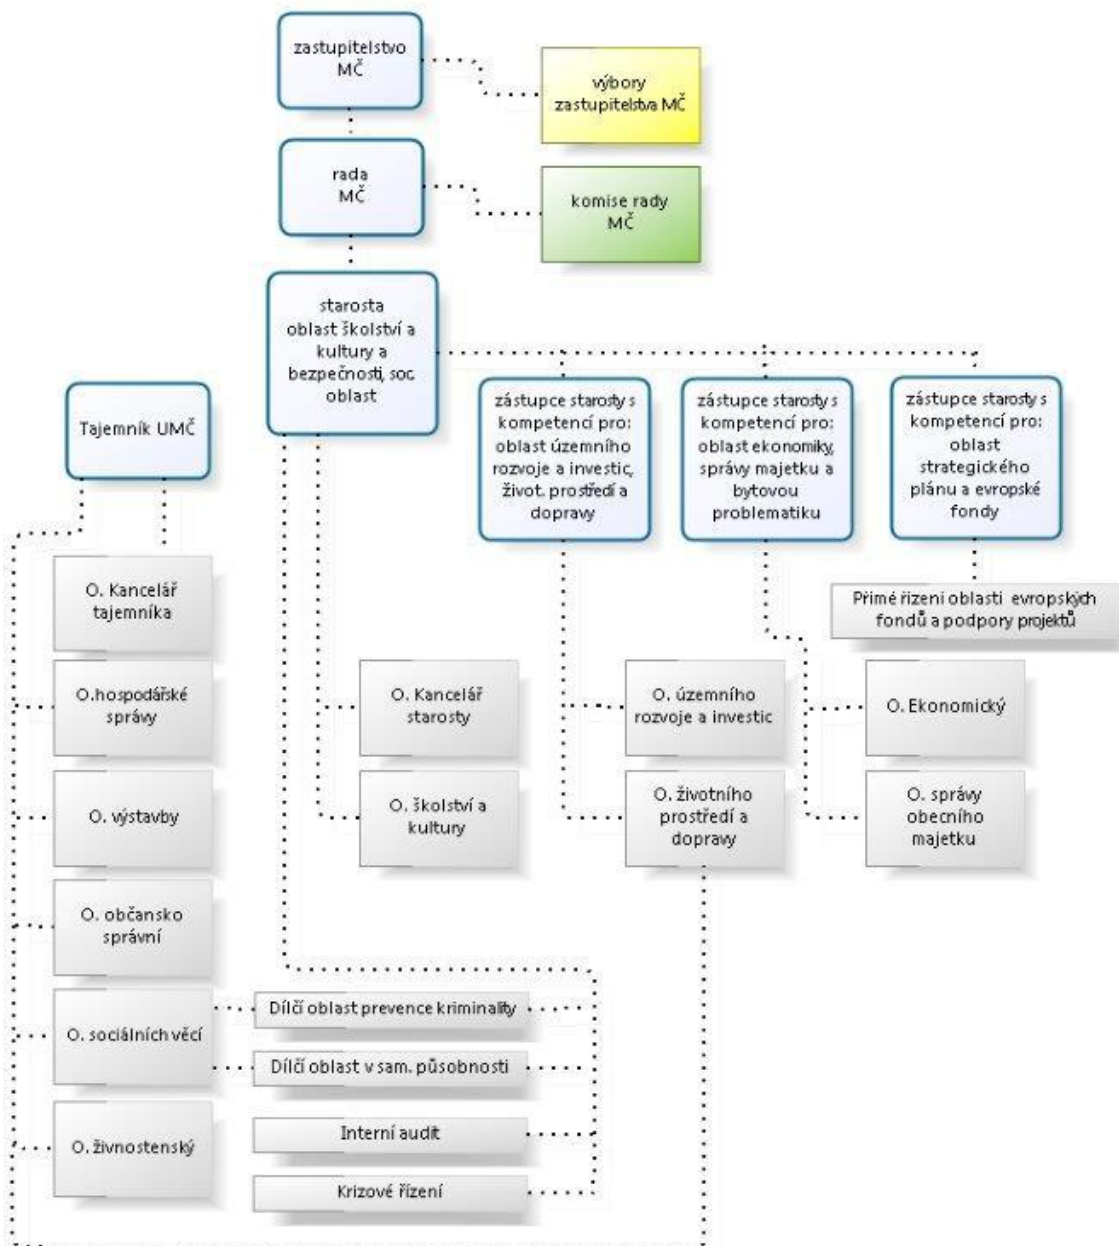 zastupitelstvo
MČ
výbory
zastupitelstva MČ
rada
MČ
komise rady
MČ
starosta
oblast školství a
kultury a
bezpečnosti, soc.
oblast
Tajemník UMČ
zástupce starosty s
kompetencí pro:
oblast územního
rozvoje a investic,
život. prostředí a
dopravy
zástupce starosty s
kompetencí pro:
oblast ekonomiky,
správy majetku a
bytovou
problematiku
zástupce starosty s
kompetencí pro:
oblast
strategického
plánu a evropské
fondy
O. Kancelář
tajemníka
Přímé řízení oblasti evropských
fondů a podpory projektů
O.hospodářské
správy
O. Kancelář
starosty
O. územního
rozvoje a investic
O. Ekonomický
O. výstavby
O. školství a
kultury
O. životního
prostředí a
dopravy
O. správy
obecního
majetku
O. občansko
správní
O. sociálních věcí
Dílčí oblast prevence kriminality
Dílčí oblast v sam. působnosti
O. živnostenský
Interní audit
Krizové řízení